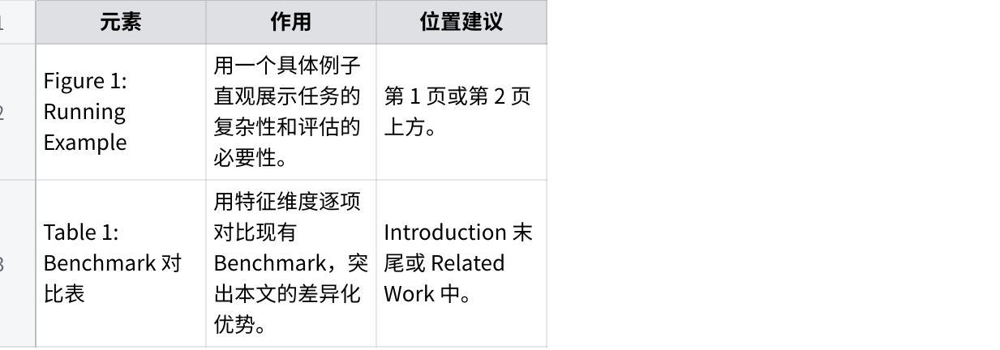 1 元素 作用 位置建议
2
Figure 1:
Running
Example
用一个具体例子
直观展示任务的
复杂性和评估的
必要性。
第 1 页或第 2 页
上方。
3
Table 1:
Benchmark 对
比表
用特征维度逐项
对比现有
Benchmark，突
出本文的差异化
优势。
Introduction 末
尾或 Related
Work 中。